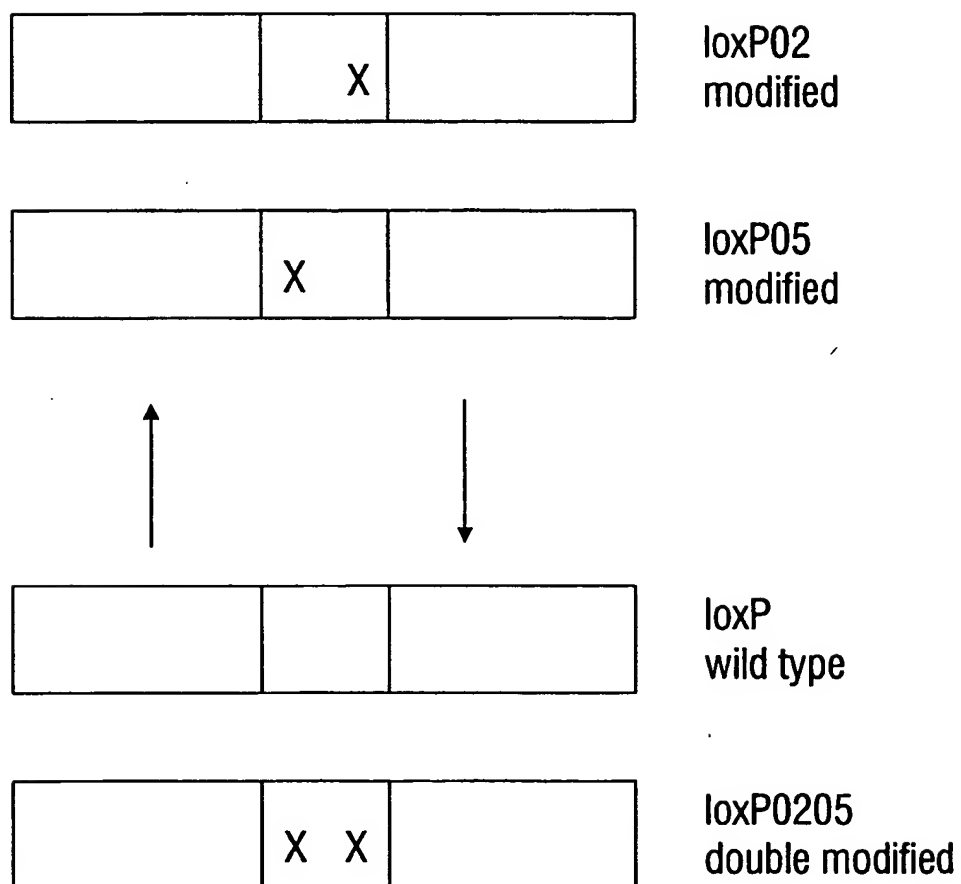 loxP02
modified
X
loxP05
modified
X
loxP
wild type
loxP0205
double modified
X X